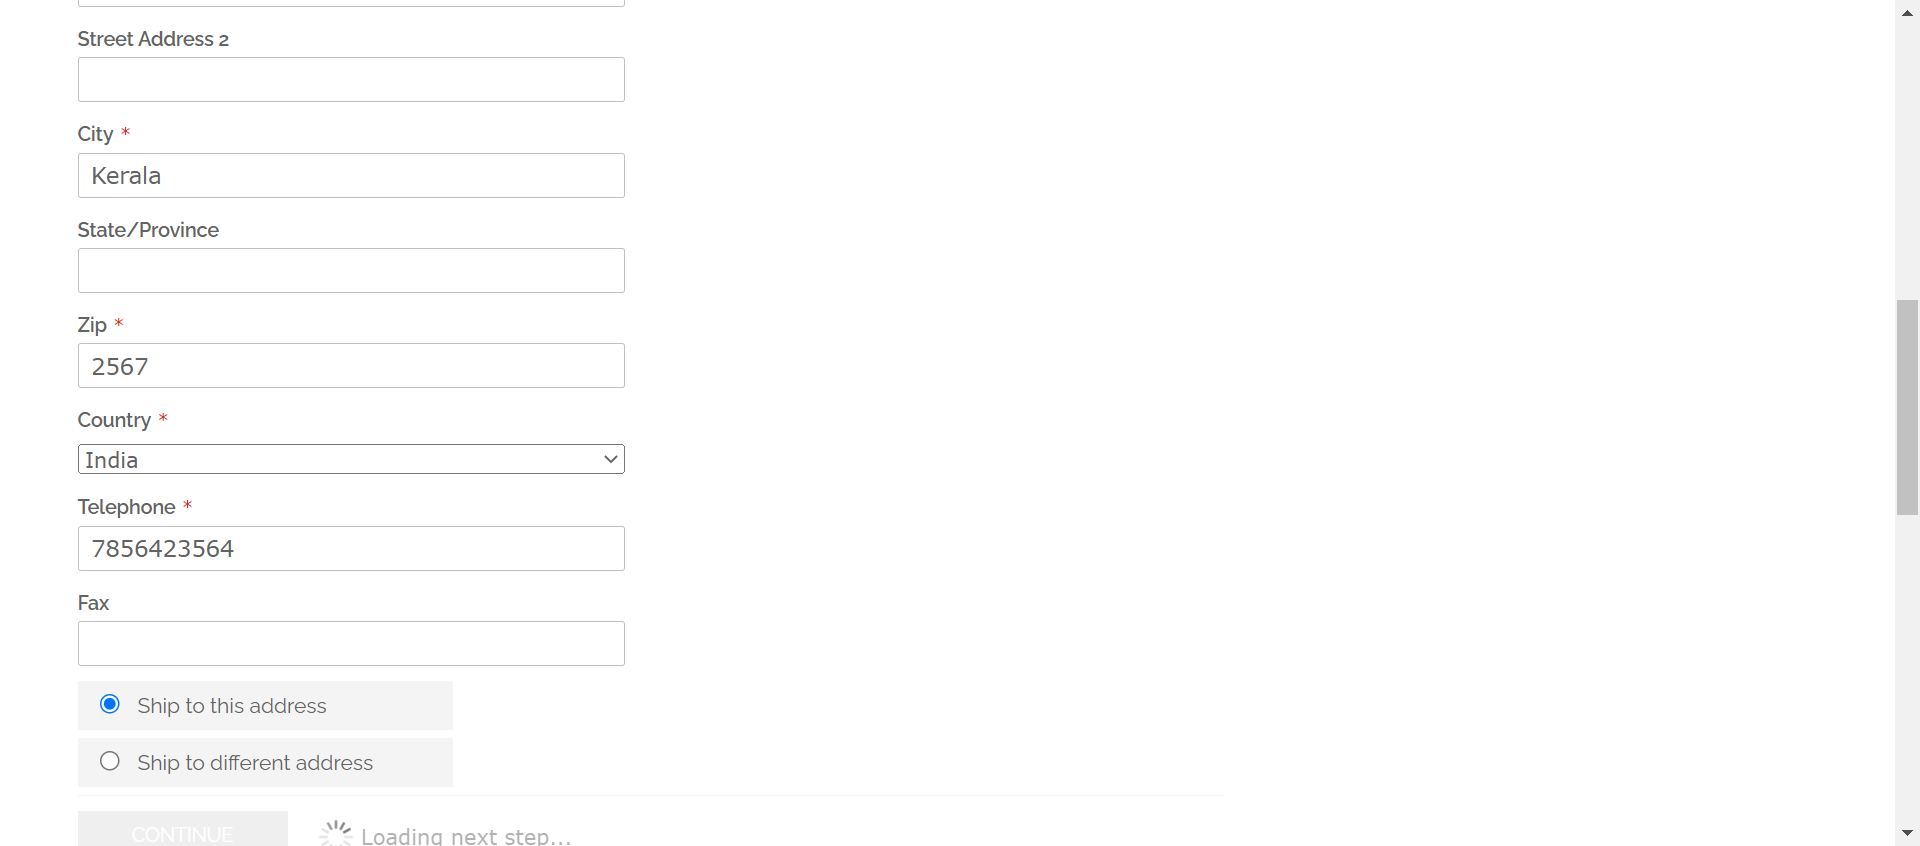 Street Address 2
City *
Kerala
State/Province
Zip *
2567
Country *
India
Telephone *
7856423564
Fax
Ship to this address
Ship to different address
CONTINUE Loading next step...